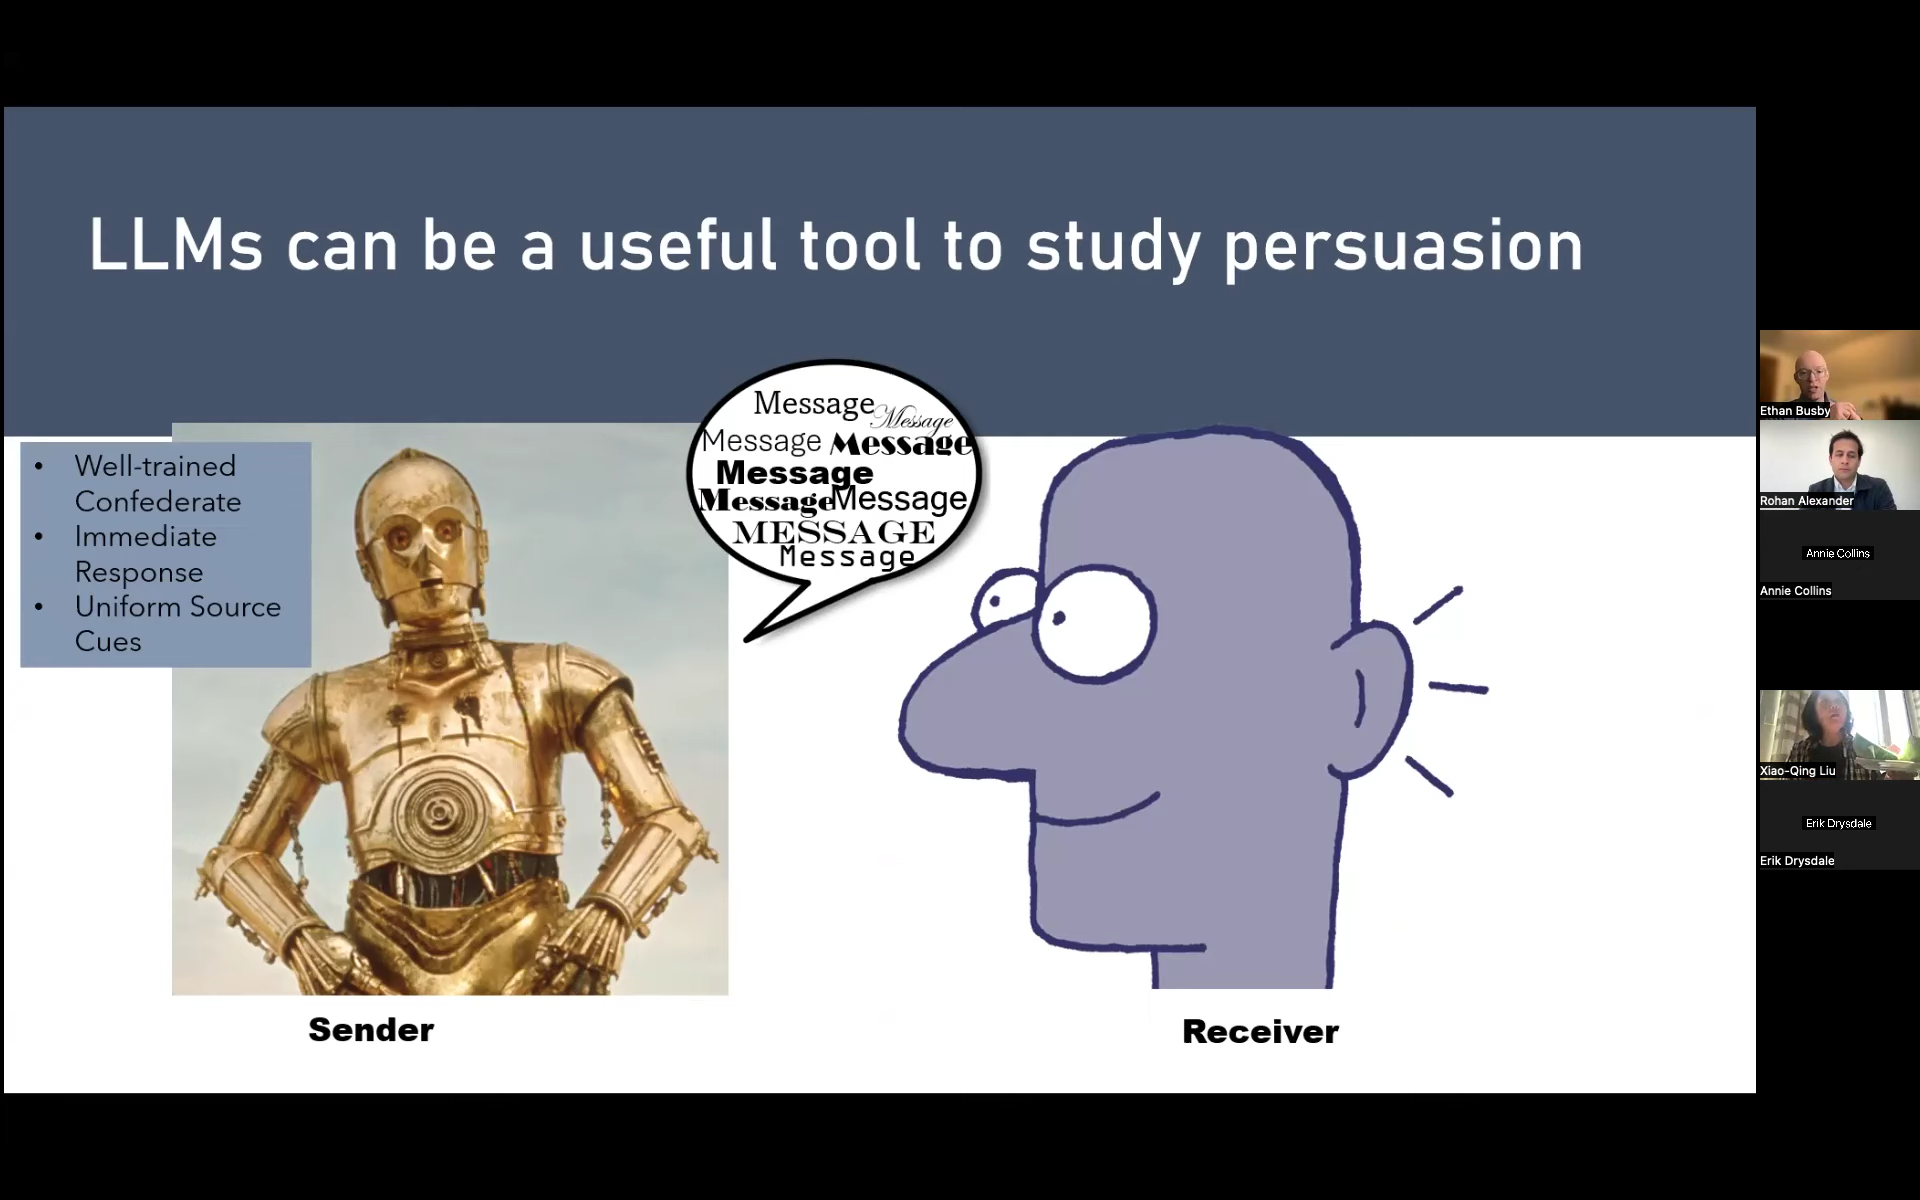 LLMs can be a useful tool to study persuasion
• Well-trained
Confederate
• Immediate
Response
• Uniform Source
Cues
Message
Message
Message
Message
Message
Message
Message
MESSAGE
Message
Sender
Receiver
Ethan Busby
Rohan Alexander
Annie Collins
Annie Collins
Xiao-Qing Liu
Erik Drysdale
Erik Drysdale